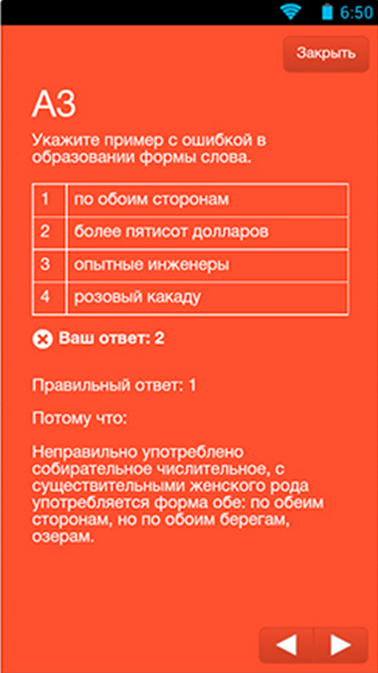 6:50
Закрыть
А3
Укажите пример с ошибкой в
образовании формы слова.
1 по обоим сторонам
2 более пятисот долларов
3 опытные инженеры
4 розовый какаду
Ваш ответ: 2
Правильный ответ: 1
Потому что:
Неправильно употреблено
собирательное числительное, с
существительными женского рода
употребляется форма обе: по обеим
сторонам, но по обоим берегам,
озерам.